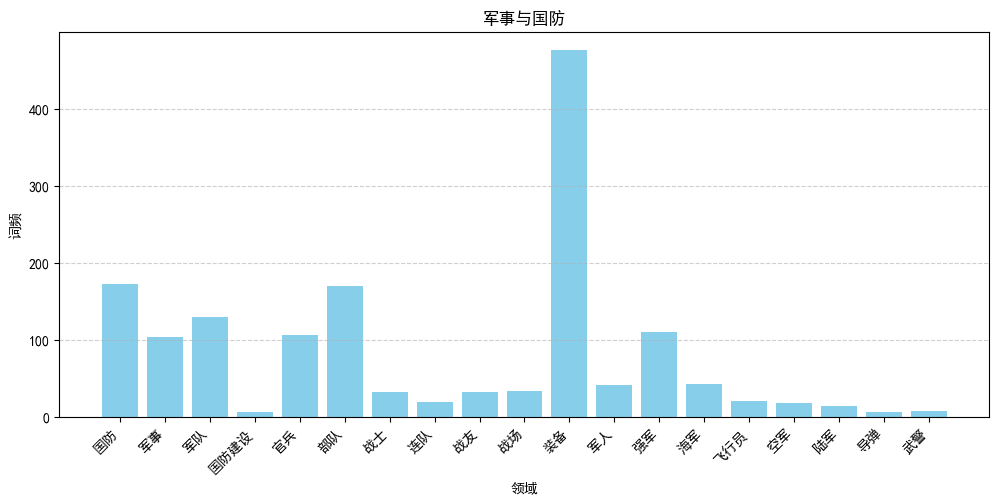 军事与国防
词频
400
300
200
100
0
国防
军事
军队
国防建设
官兵
部队
战士
连队
战友
战场
装备
军人
强军
海军
飞行员
空军
陆军
导弹
武警
领域